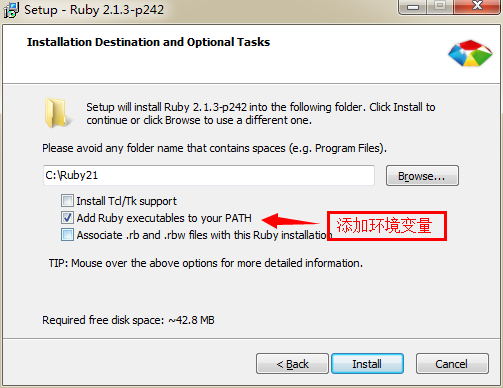 Setup - Ruby 2.1.3-p242
Installation Destination and Optional Tasks
Setup will install Ruby 2.1.3-p242 into the following folder. Click Install to
continue or click Browse to use a different one.
Please avoid any folder name that contains spaces (e.g. Program Files).
C:\Ruby21
Browse...
Install Tcl/Tk support
Add Ruby executables to your PATH
添加环境变量
Associate .rb and .rbw files with this Ruby installation
TIP: Mouse over the above options for more detailed information.
Required free disk space: ~42.8 MB
< Back
Install
Cancel